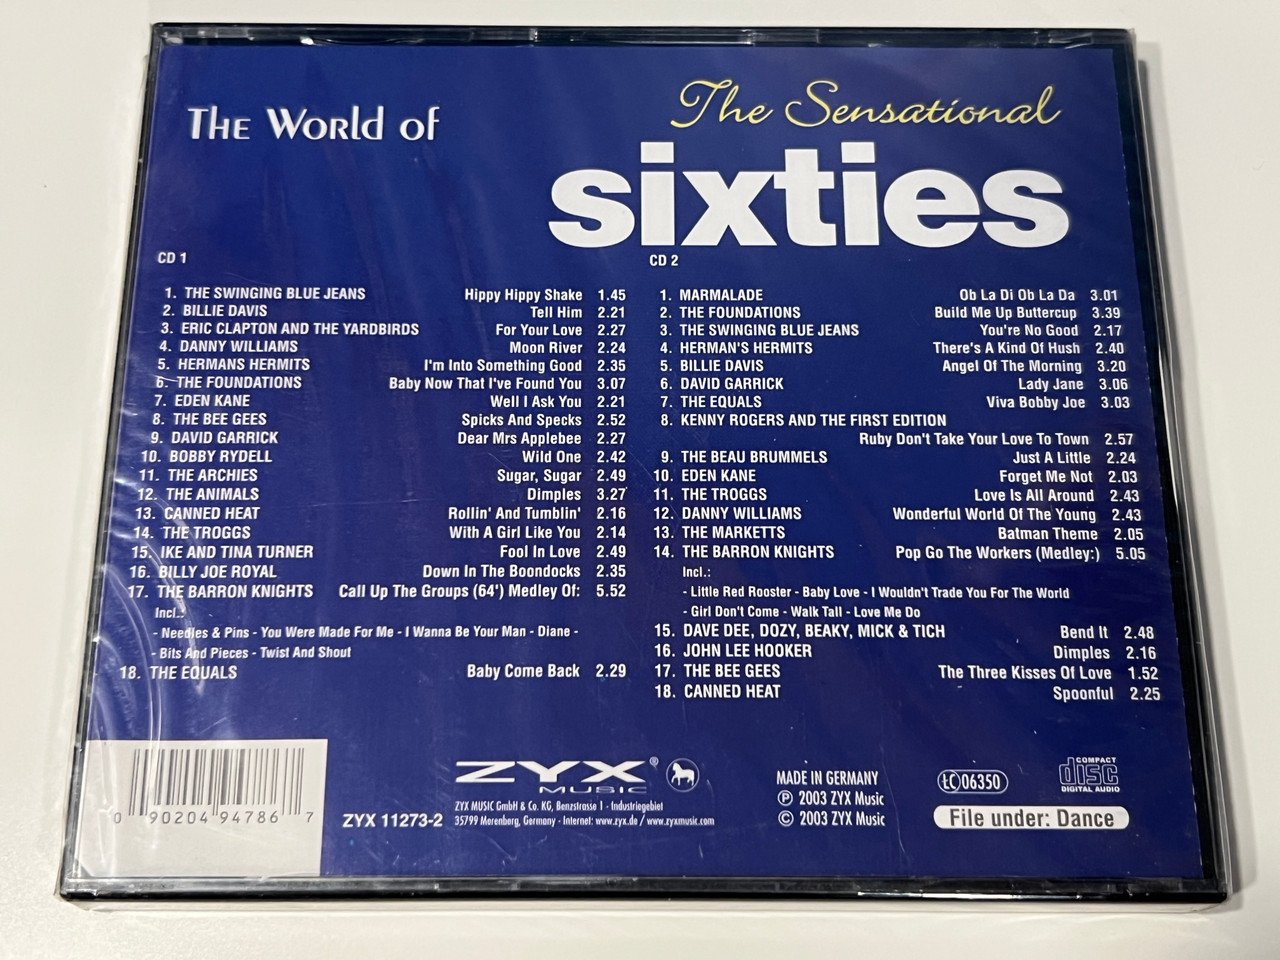 The World of
The Sensational
sixties
CD 1
1. THE SWINGING BLUE JEANS Hippy Hippy Shake 1.45
2. BILLIE DAVIS Tell Him 2.21
3. ERIC CLAPTON AND THE YARDBIRDS For Your Love 2.27
4. DANNY WILLIAMS Moon River 2.24
5. HERMANS HERMITS I'm Into Something Good 2.35
6. THE FOUNDATIONS Baby Now That I've Found You 3.07
7. EDEN KANE Well I Ask You 2.21
8. THE BEE GEES Spicks And Specks 2.52
9. DAVID GARRICK Dear Mrs Applebee 2.27
10. BOBBY RYDELL Wild One 2.42
11. THE ARCHIES Sugar, Sugar 2.49
12. THE ANIMALS Dimples 3.27
13. CANNED HEAT Rollin' And Tumblin' 2.16
14. THE TROGGS With A Girl Like You 2.14
15. IKE AND TINA TURNER Fool In Love 2.49
16. BILLY JOE ROYAL Down In The Boondocks 2.35
17. THE BARRON KNIGHTS Call Up The Groups (64') Medley Of: 5.52
Incl.:
- Needles & Pins - You Were Made For Me - I Wanna Be Your Man - Diane -
- Bits And Pieces - Twist And Shout
18. THE EQUALS Baby Come Back 2.29
CD 2
1. MARMALADE Ob La Di Ob La Da 3.01
2. THE FOUNDATIONS Build Me Up Buttercup 3.39
3. THE SWINGING BLUE JEANS You're No Good 2.17
4. HERMAN'S HERMITS There's A Kind Of Hush 2.40
5. BILLIE DAVIS Angel Of The Morning 3.20
6. DAVID GARRICK Lady Jane 3.06
7. THE EQUALS Viva Bobby Joe 3.03
8. KENNY ROGERS AND THE FIRST EDITION
Ruby Don't Take Your Love To Town 2.57
9. THE BEAU BRUMMELS Just A Little 2.24
10. EDEN KANE Forget Me Not 2.03
11. THE TROGGS Love Is All Around 2.43
12. DANNY WILLIAMS Wonderful World Of The Young 2.43
13. THE MARKETTS Batman Theme 2.05
14. THE BARRON KNIGHTS Pop Go The Workers (Medley:) 5.05
Incl.:
- Little Red Rooster - Baby Love - I Wouldn't Trade You For The World
- Girl Don't Come - Walk Tall - Love Me Do
15. DAVE DEE, DOZY, BEAKY, MICK & TICH Bend It 2.48
16. JOHN LEE HOOKER Dimples 2.16
17. THE BEE GEES The Three Kisses Of Love 1.52
18. CANNED HEAT Spoonful 2.25
0 90204 94786 7
ZYX 11273-2
ZYX®
MUSIC
ZYX MUSIC GmbH & Co. KG, Benzstrasse 1 - Industriegebiet
35799 Merenberg, Germany - Internet: www.zyx.de / www.zyxmusic.com
MADE IN GERMANY
Ⓟ 2003 ZYX Music
© 2003 ZYX Music
LC 06350
COMPACT
disc
DIGITAL AUDIO
File under: Dance